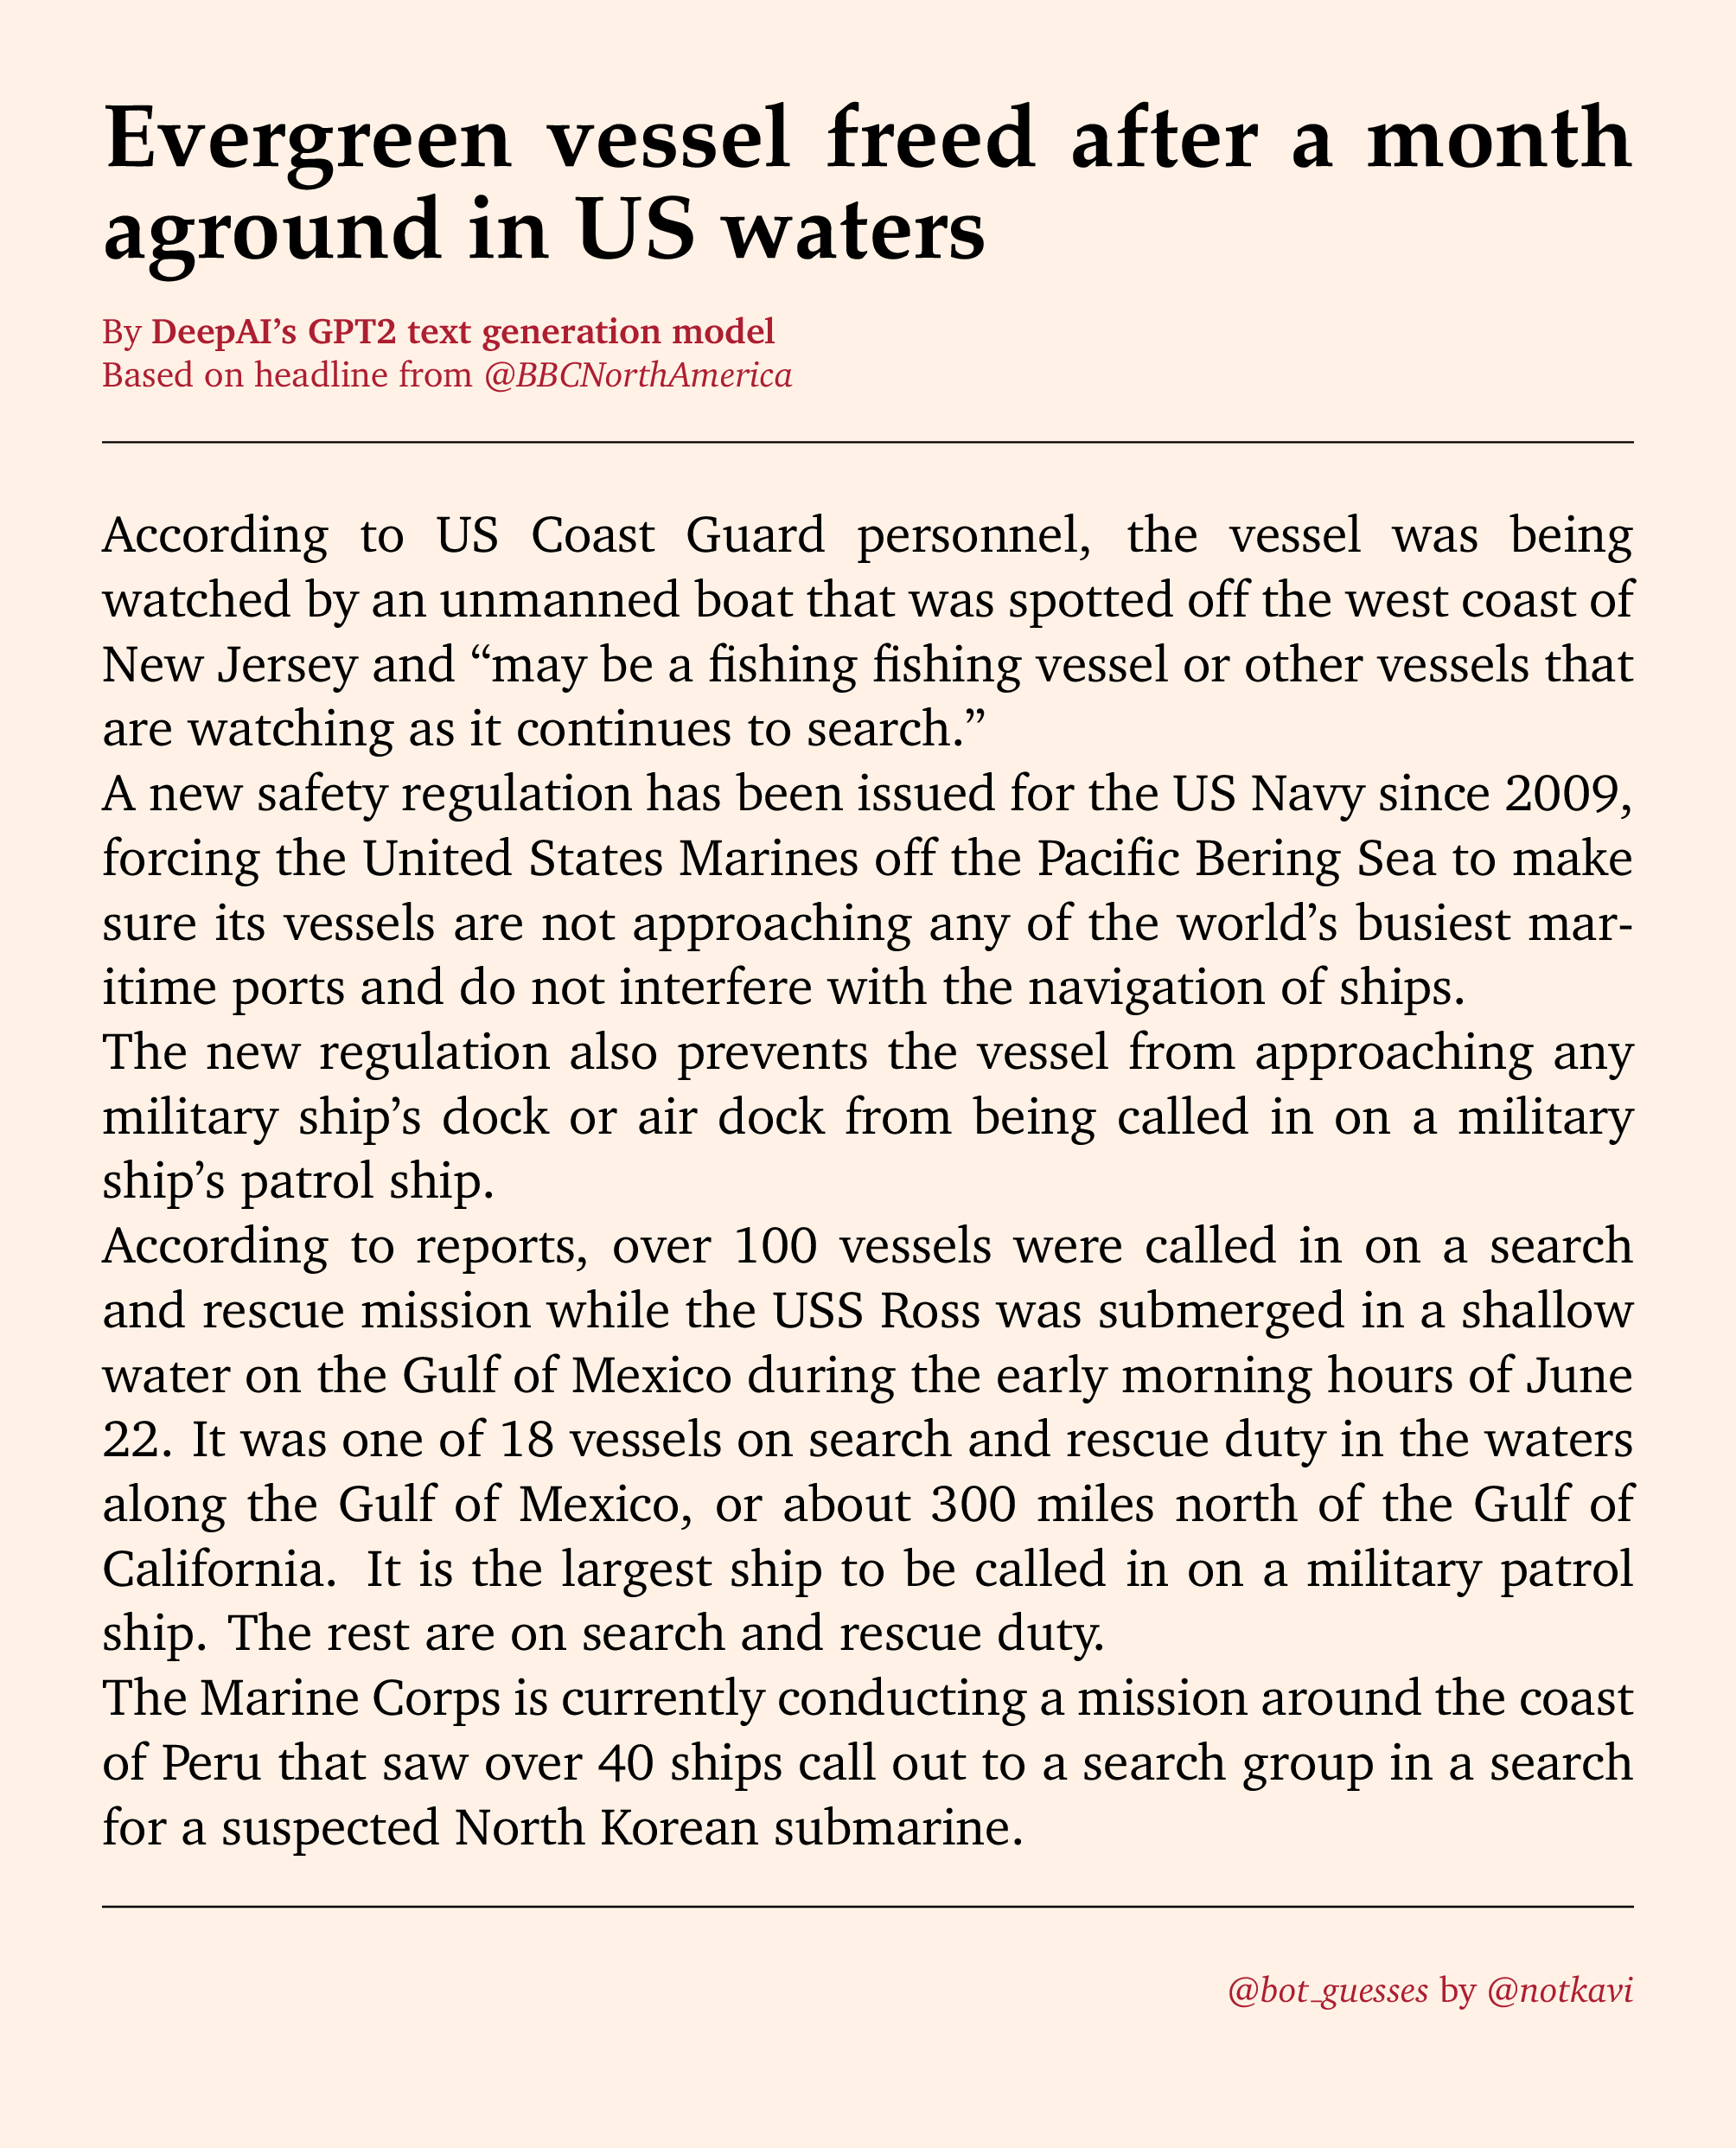 Evergreen vessel freed after a month
aground in US waters
By DeepAI’s GPT2 text generation model
Based on headline from @BBCNorthAmerica
According to US Coast Guard personnel, the vessel was being
watched by an unmanned boat that was spotted off the west coast of
New Jersey and “may be a fishing fishing vessel or other vessels that
are watching as it continues to search.”
A new safety regulation has been issued for the US Navy since 2009,
forcing the United States Marines off the Pacific Bering Sea to make
sure its vessels are not approaching any of the world’s busiest mar-
itime ports and do not interfere with the navigation of ships.
The new regulation also prevents the vessel from approaching any
military ship’s dock or air dock from being called in on a military
ship’s patrol ship.
According to reports, over 100 vessels were called in on a search
and rescue mission while the USS Ross was submerged in a shallow
water on the Gulf of Mexico during the early morning hours of June
22. It was one of 18 vessels on search and rescue duty in the waters
along the Gulf of Mexico, or about 300 miles north of the Gulf of
California. It is the largest ship to be called in on a military patrol
ship. The rest are on search and rescue duty.
The Marine Corps is currently conducting a mission around the coast
of Peru that saw over 40 ships call out to a search group in a search
for a suspected North Korean submarine.
@bot_guesses by @notkavi